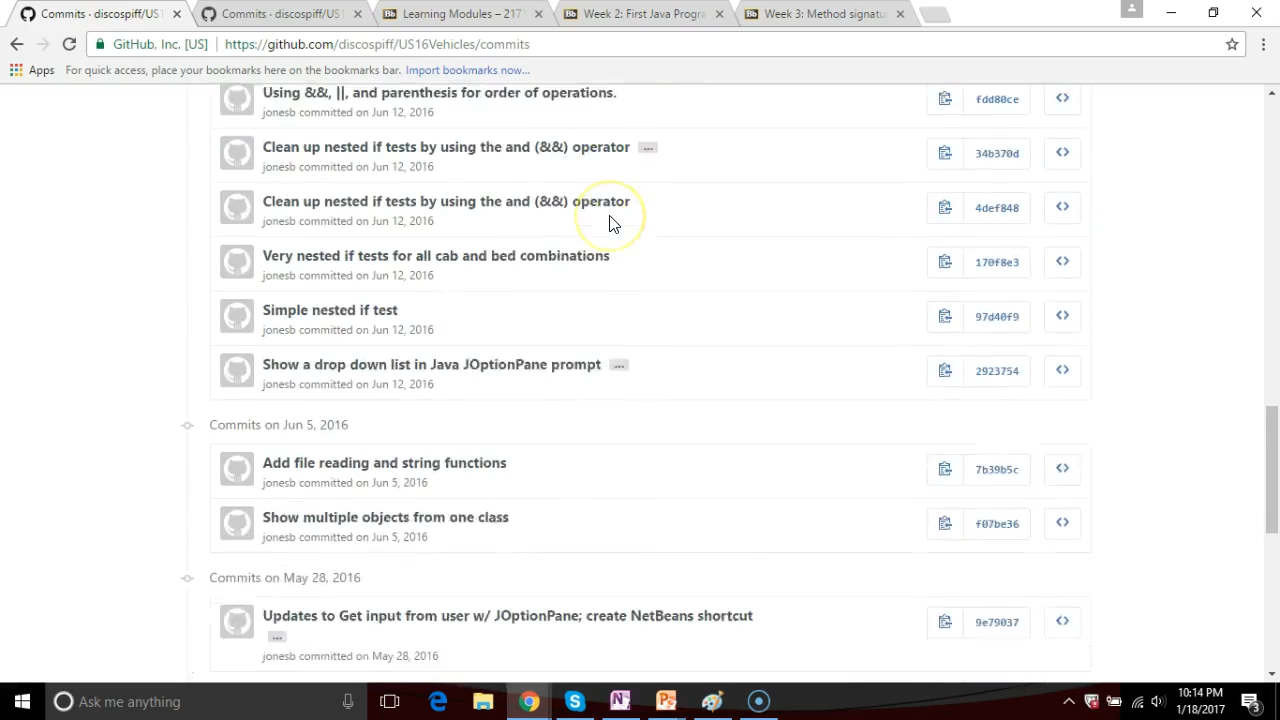 Commits · discospiff/US1
Commits · discospiff/US
Learning Modules – 217
Week 2: First Java Progra
Week 3: Method signatu
GitHub, Inc. [US] https://github.com/discospiff/US16Vehicles/commits
Apps For quick access, place your bookmarks here on the bookmarks bar. Import bookmarks now...
Using &&, ||, and parenthesis for order of operations.
fdd80ce
jonesb committed on Jun 12, 2016
Clean up nested if tests by using the and (&&) operator ...
34b370d
jonesb committed on Jun 12, 2016
Clean up nested if tests by using the and (&&) operator
4def848
jonesb committed on Jun 12, 2016
Very nested if tests for all cab and bed combinations
170f8e3
jonesb committed on Jun 12, 2016
Simple nested if test
97d40f9
jonesb committed on Jun 12, 2016
Show a drop down list in Java JOptionPane prompt ...
2923754
jonesb committed on Jun 12, 2016
Commits on Jun 5, 2016
Add file reading and string functions
7b39b5c
jonesb committed on Jun 5, 2016
Show multiple objects from one class
f07be36
jonesb committed on Jun 5, 2016
Commits on May 28, 2016
Updates to Get input from user w/ JOptionPane; create NetBeans shortcut
9e79037
...
jonesb committed on May 28, 2016
Ask me anything
10:14 PM
1/18/2017
3